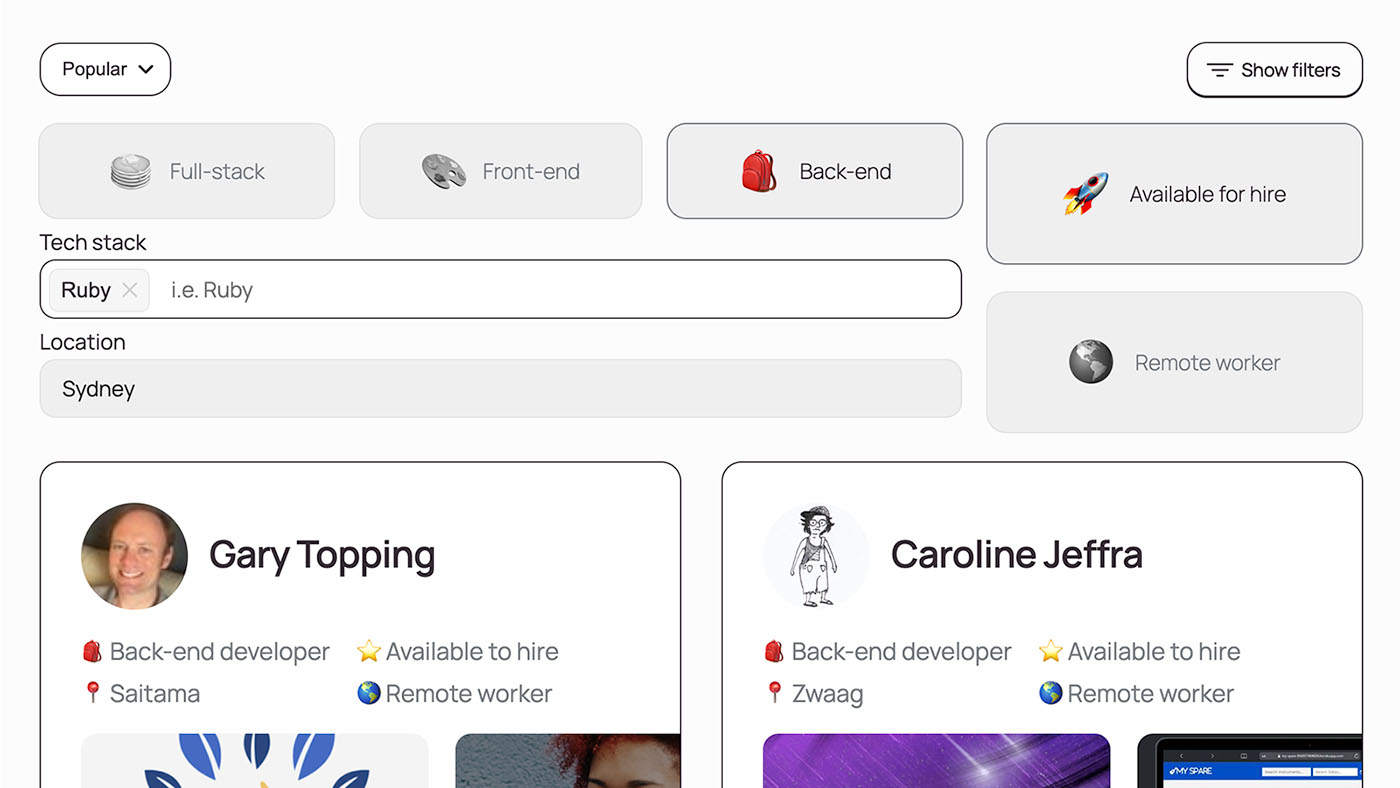 Popular
Show filters
Full-stack
Front-end
Back-end
Available for hire
Tech stack
Ruby
i.e. Ruby
Location
Sydney
Remote worker
Gary Topping
Back-end developer
Available to hire
Saitama
Remote worker
Caroline Jeffra
Back-end developer
Available to hire
Zwaag
Remote worker
MY SPARE